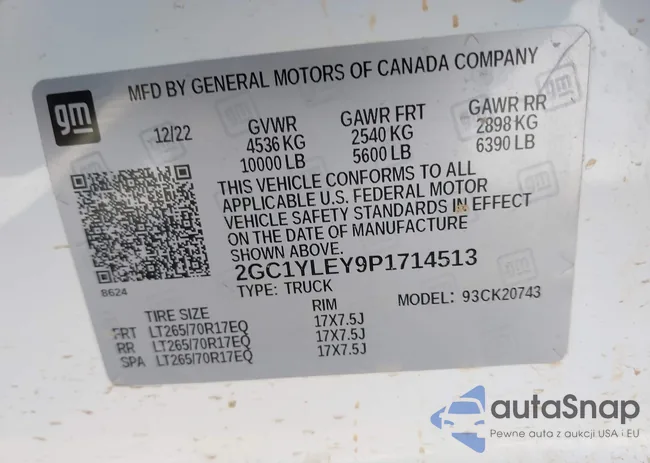 MFD BY GENERAL MOTORS OF CANADA COMPANY
gm
12/22 GVWR GAWR FRT GAWR RR
4536 KG 2540 KG 2898 KG
10000 LB 5600 LB 6390 LB
THIS VEHICLE CONFORMS TO ALL
APPLICABLE U.S. FEDERAL MOTOR
VEHICLE SAFETY STANDARDS IN EFFECT
ON THE DATE OF MANUFACTURE
SHOWN ABOVE.
2GC1YLEY9P1714513
8624
TYPE: TRUCK MODEL: 93CK20743
TIRE SIZE RIM
FRT LT265/70R17EQ 17X7.5J
RR LT265/70R17EQ 17X7.5J
SPA LT265/70R17EQ 17X7.5J
autaSnap
Pewne auta z aukcji USA i EU